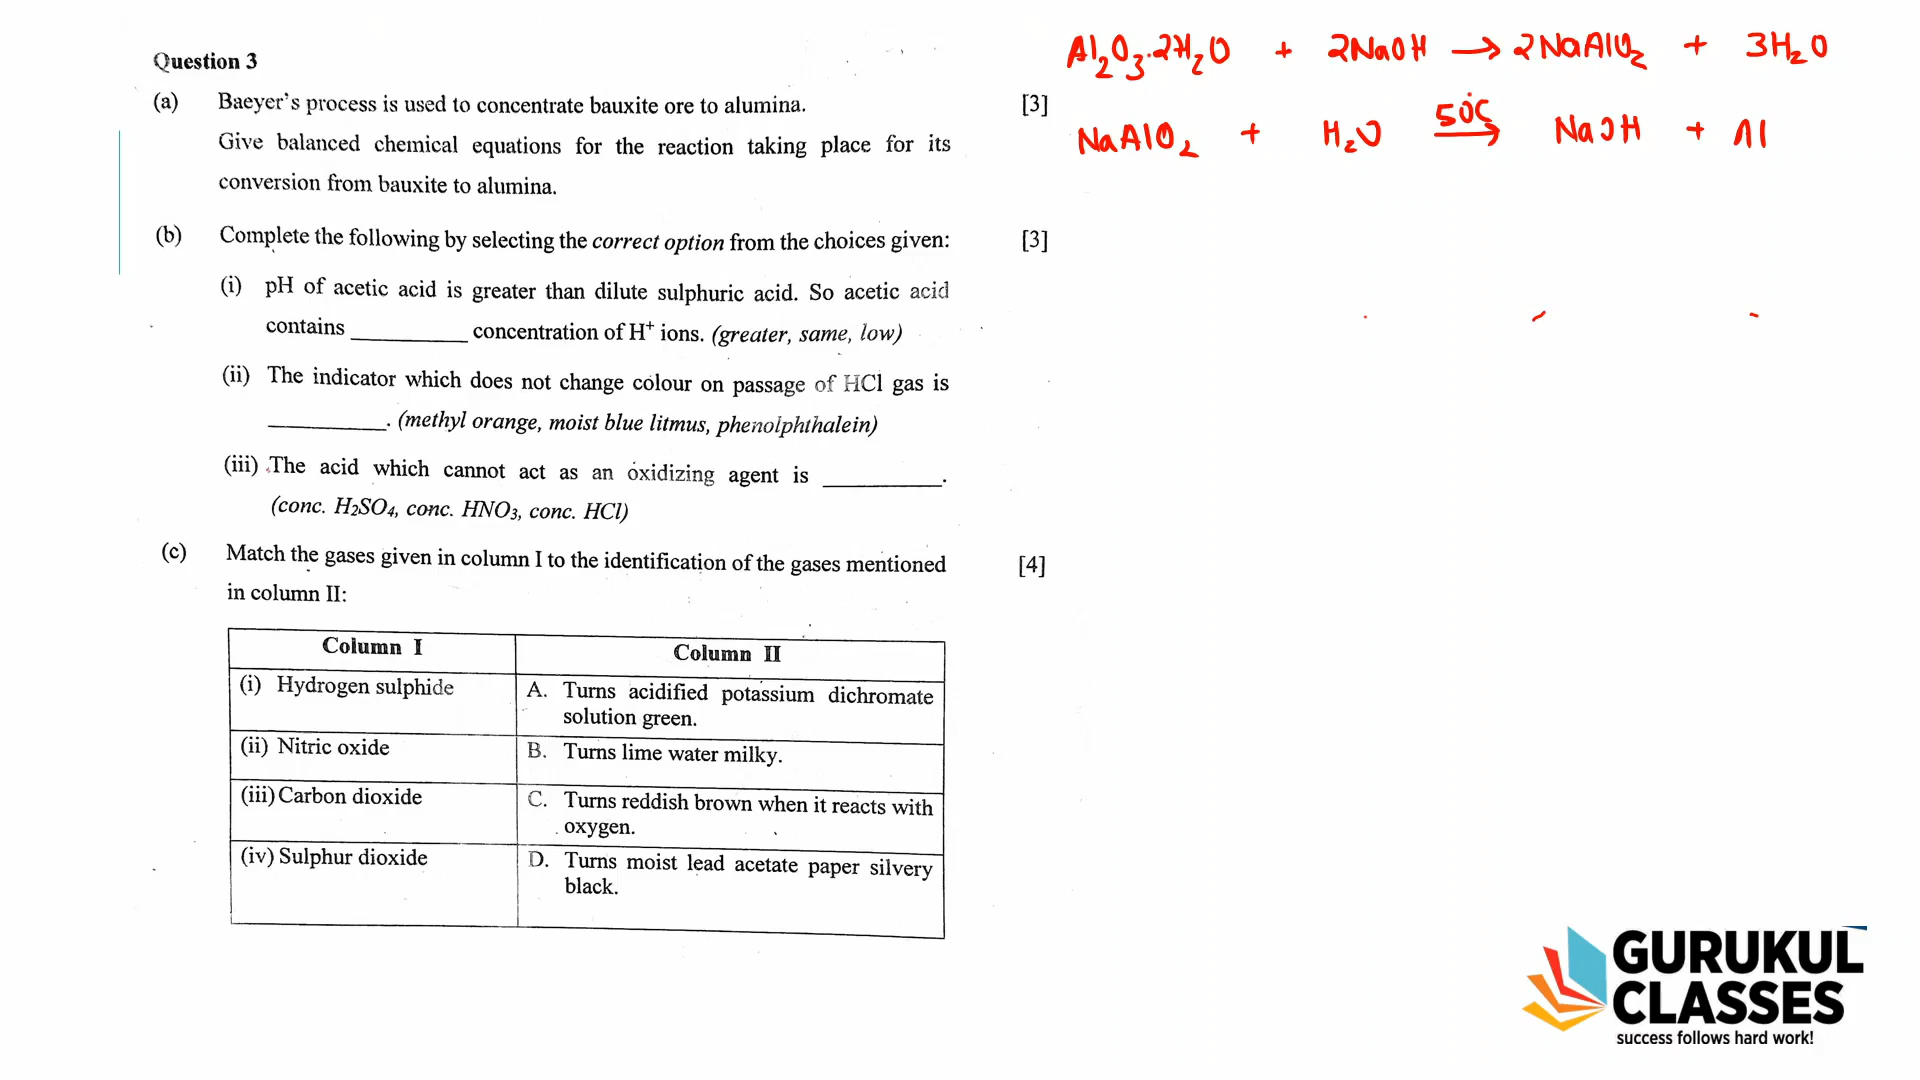 Question 3
(a) Baeyer's process is used to concentrate bauxite ore to alumina. [3]
Give balanced chemical equations for the reaction taking place for its
conversion from bauxite to alumina.
(b) Complete the following by selecting the correct option from the choices given: [3]
(i) pH of acetic acid is greater than dilute sulphuric acid. So acetic acid
contains __________ concentration of H⁺ ions. (greater, same, low)
(ii) The indicator which does not change colour on passage of HCl gas is
__________. (methyl orange, moist blue litmus, phenolphthalein)
(iii) The acid which cannot act as an oxidizing agent is __________.
(conc. H₂SO₄, conc. HNO₃, conc. HCl)
(c) Match the gases given in column I to the identification of the gases mentioned [4]
in column II:
Column I Column II
(i) Hydrogen sulphide A. Turns acidified potassium dichromate
solution green.
(ii) Nitric oxide B. Turns lime water milky.
(iii) Carbon dioxide C. Turns reddish brown when it reacts with
oxygen.
(iv) Sulphur dioxide D. Turns moist lead acetate paper silvery
black.
Al₂O₃.2H₂O + 2NaOH → 2NaAlO₂ + 3H₂O
NaAlO₂ + H₂O 50°C → NaOH + Al
GURUKUL
CLASSES
success follows hard work!